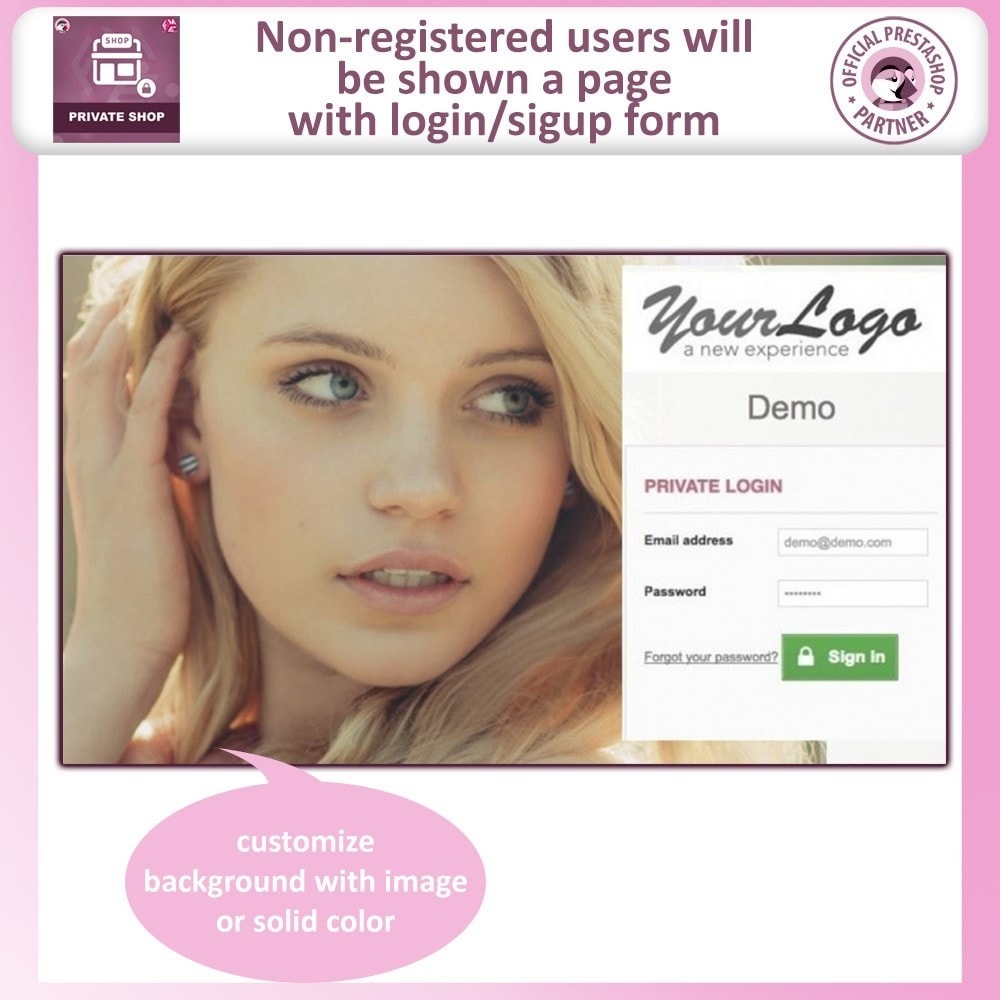 SHOP
PRIVATE SHOP
Non-registered users will
be shown a page
with login/sigup form
OFFICIAL PRESTASHOP
PARTNER
YourLogo
a new experience
Demo
PRIVATE LOGIN
Email address
demo@demo.com
Password
Forgot your password?
Sign In
customize
background with image
or solid color